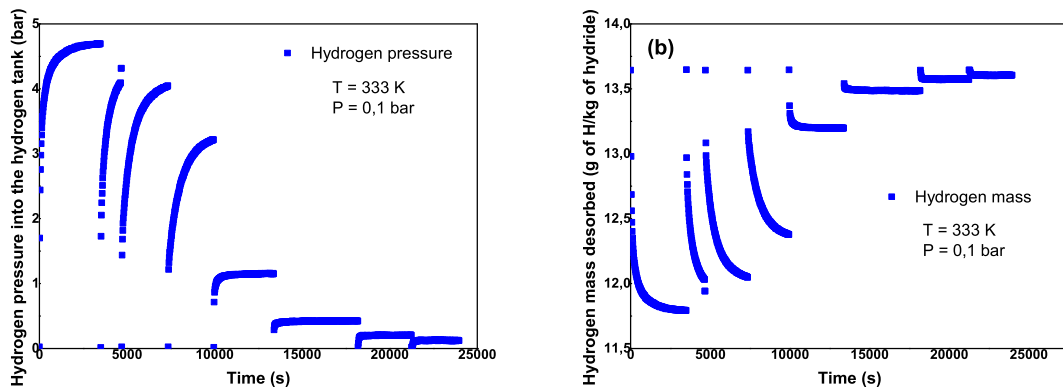 Hydrogen pressure into the hydrogen tank (bar)
5
4
3
2
1
0
Hydrogen pressure
T = 333 K
P = 0,1 bar
0 5000 10000 15000 20000 25000
Time (s)
Hydrogen mass desorbed (g of H/kg of hydride)
14,0
13,5
13,0
12,5
12,0
11,5
(b)
Hydrogen mass
T = 333 K
P = 0,1 bar
0 5000 10000 15000 20000 25000
Time (s)